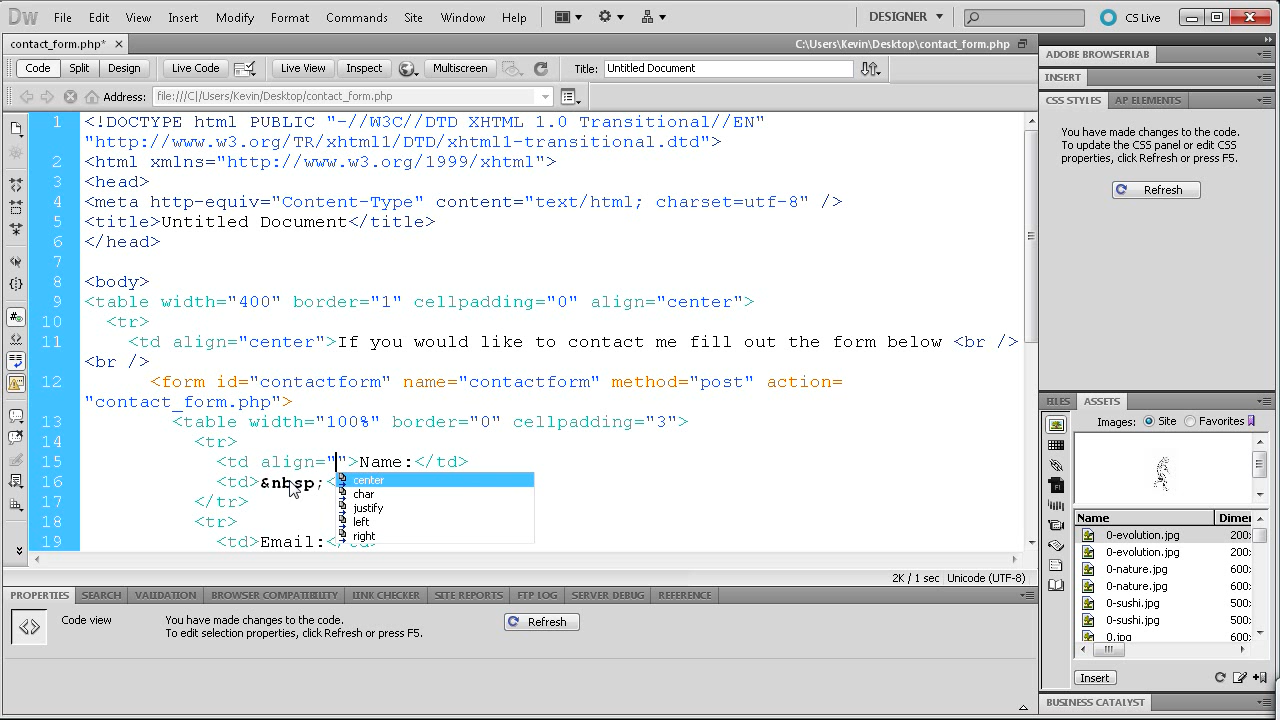 Dw File Edit View Insert Modify Format Commands Site Window Help DESIGNER CS Live
contact_form.php* C:\Users\Kevin\Desktop\contact_form.php
Code Split Design Live Code Live View Inspect Multiscreen Title: Untitled Document
Address: file:///C|/Users/Kevin/Desktop/contact_form.php
1 <!DOCTYPE html PUBLIC "-//W3C//DTD XHTML 1.0 Transitional//EN"
"http://www.w3.org/TR/xhtml1/DTD/xhtml1-transitional.dtd">
2 <html xmlns="http://www.w3.org/1999/xhtml">
3 <head>
4 <meta http-equiv="Content-Type" content="text/html; charset=utf-8" />
5 <title>Untitled Document</title>
6 </head>
7
8 <body>
9 <table width="400" border="1" cellpadding="0" align="center">
10 <tr>
11 <td align="center">If you would like to contact me fill out the form below <br />
<br />
12 <form id="contactform" name="contactform" method="post" action=
"contact_form.php">
13 <table width="100%" border="0" cellpadding="3">
14 <tr>
15 <td align="">Name:</td>
16 <td>&nbsp;<
17 </tr>
18 <tr>
19 <td>Email:</td>
center
char
justify
left
right
2K / 1 sec Unicode (UTF-8)
PROPERTIES SEARCH VALIDATION BROWSER COMPATIBILITY LINK CHECKER SITE REPORTS FTP LOG SERVER DEBUG REFERENCE
Code view You have made changes to the code.
To edit selection properties, click Refresh or press F5.
Refresh
ADOBE BROWSERLAB
INSERT
CSS STYLES AP ELEMENTS
You have made changes to the code.
To update the CSS panel or edit CSS
properties, click Refresh or press F5.
Refresh
FILES ASSETS
Images: Site Favorites
Name Dimer
0-evolution.jpg 200:
0-evolution.jpg 200:
0-nature.jpg 600:
0-nature.jpg 600:
0-sushi.jpg 500:
0-sushi.jpg 500:
0.jpg 600:
Insert
BUSINESS CATALYST